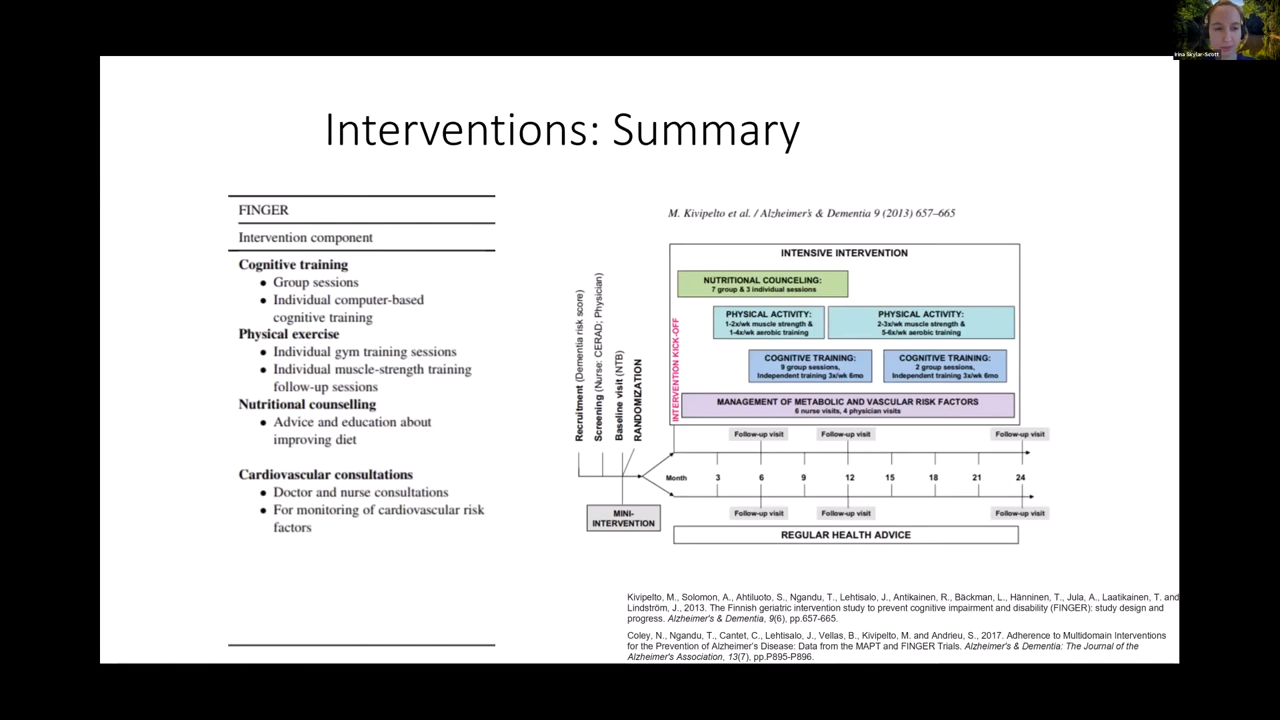 Irina Skylar-Scott
Interventions: Summary
FINGER
Intervention component
Cognitive training
• Group sessions
• Individual computer-based
cognitive training
Physical exercise
• Individual gym training sessions
• Individual muscle-strength training
follow-up sessions
Nutritional counselling
• Advice and education about
improving diet
Cardiovascular consultations
• Doctor and nurse consultations
• For monitoring of cardiovascular risk
factors
M. Kivipelto et al. / Alzheimer's & Dementia 9 (2013) 657–665
Recruitment (Dementia risk score)
Screening (Nurse: CERAD; Physician)
Baseline visit (NTB)
RANDOMIZATION
MINI-
INTERVENTION
INTERVENTION KICK-OFF
INTENSIVE INTERVENTION
NUTRITIONAL COUNCELING:
7 group & 3 individual sessions
PHYSICAL ACTIVITY:
1-2x/wk muscle strength &
1-4x/wk aerobic training
PHYSICAL ACTIVITY:
2-3x/wk muscle strength &
5-6x/wk aerobic training
COGNITIVE TRAINING:
9 group sessions,
Independent training 3x/wk 6mo
COGNITIVE TRAINING:
2 group sessions,
Independent training 3x/wk 6mo
MANAGEMENT OF METABOLIC AND VASCULAR RISK FACTORS
6 nurse visits, 4 physician visits
Follow-up visit Follow-up visit Follow-up visit
Month 3 6 9 12 15 18 21 24
Follow-up visit Follow-up visit Follow-up visit
REGULAR HEALTH ADVICE
Kivipelto, M., Solomon, A., Ahtiluoto, S., Ngandu, T., Lehtisalo, J., Antikainen, R., Bäckman, L., Hänninen, T., Jula, A., Laatikainen, T. and
Lindström, J., 2013. The Finnish geriatric intervention study to prevent cognitive impairment and disability (FINGER): study design and
progress. Alzheimer's & Dementia, 9(6), pp.657-665.
Coley, N., Ngandu, T., Cantet, C., Lehtisalo, J., Vellas, B., Kivipelto, M. and Andrieu, S., 2017. Adherence to Multidomain Interventions
for the Prevention of Alzheimer's Disease: Data from the MAPT and FINGER Trials. Alzheimer's & Dementia: The Journal of the
Alzheimer's Association, 13(7), pp.P895-P896.